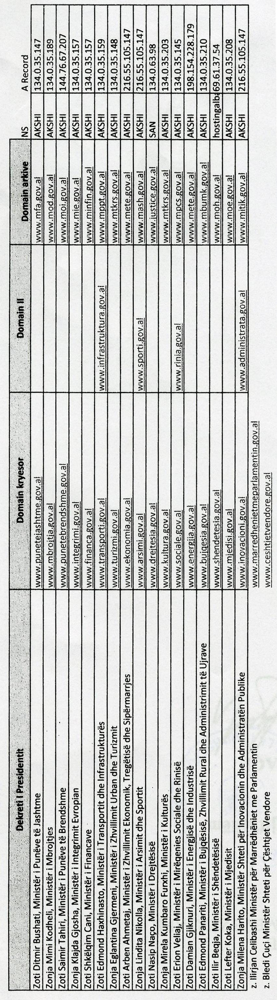 Dekreti I Presidentit Domain kryesor Domain II Domain arkive NS A Record
Zoti Ditmir Bushati, Ministër i Punëve të Jashtme www.punetejashtme.gov.al www.mfa.gov.al AKSHI 134.0.35.147
Zonja Mimi Kodheli, Ministër i Mbrojtjes www.mbrojtja.gov.al www.mod.gov.al AKSHI 134.0.35.189
Zoti Saimir Tahiri, Ministër i Punëve të Brendshme www.punetebrendshme.gov.al www.moi.gov.al AKSHI 144.76.67.207
Zonja Klajda Gjosha, Ministër i Integrimit Evropian www.integrimi.gov.al www.mie.gov.al AKSHI 134.0.35.157
Zoti Shkëlqim Cani, Ministër i Financave www.financa.gov.al www.minfin.gov.al AKSHI 134.0.35.157
Zoti Edmond Haxhinasto, Ministër i Transportit dhe Infrastrukturës www.transporti.gov.al www.infrastruktura.gov.al www.mppt.gov.al AKSHI 134.0.35.159
Zonja Eglantina Gjermeni, Ministër i Zhvillimit Urban dhe Turizmit www.turizmi.gov.al www.mtkrs.gov.al AKSHI 134.0.35.148
Zoti Arben Ahmetaj, Ministër i Zhvillimit Ekonomik, Tregëtisë dhe Sipërmarrjes www.ekonomia.gov.al www.mete.gov.al AKSHI 216.55.105.147
Zonja Lindita Nikolla, Ministër i Arsimit dhe Sportit www.arsimi.gov.al www.sporti.gov.al www.mash.gov.al AKSHI 216.55.105.147
Zoti Nasip Naço, Ministër i Drejtësisë www.drejtesia.gov.al www.justice.gov.al SAN 134.0.63.98
Zonja Mirela Kumbaro Furxhi, Ministër i Kulturës www.kultura.gov.al www.mtkrs.gov.al AKSHI 134.0.35.203
Zoti Erion Veliaj, Ministër i Mirëqenies Sociale dhe Rinisë www.sociale.gov.al www.rinia.gov.al www.mpcs.gov.al AKSHI 134.0.35.145
Zoti Damian Gjiknuri, Ministër i Energjisë dhe Industrisë www.energjia.gov.al www.mete.gov.al AKSHI 198.154.228.179
Zoti Edmond Panariti, Ministër i Bujqësisë, Zhvillimit Rural dhe Administrimit të Ujrave www.bujqesia.gov.al www.mbumk.gov.al AKSHI 134.0.35.210
Zoti Ilir Beqja, Ministër i Shëndetësisë www.shendetesia.gov.al www.moh.gov.al hostingalba 69.61.37.54
Zoti Lefter Koka, Ministër i Mjedisit www.mjedisi.gov.al www.moe.gov.al AKSHI 134.0.35.208
Zonja Milena Harito, Ministër Shteti për Inovacionin dhe Administratën Publike www.inovacioni.gov.al www.administrata.gov.al www.mitik.gov.al AKSHI 216.55.105.147
z. Ilirjan Celibashi Ministër për Marrëdhëniet me Parlamentin www.marredhenietmeparlamentin.gov.al
z. Bledi Çuçi Ministër Shteti për Çështjet Vendore www.ceshtjetvendore.gov.al